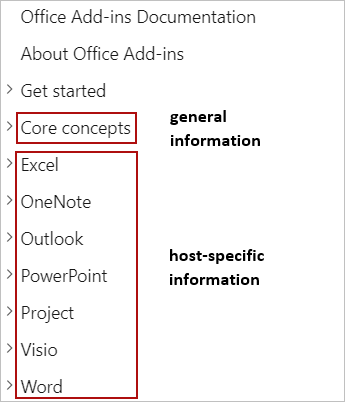 Office Add-ins Documentation
About Office Add-ins
Get started
Core concepts
general
information
Excel
OneNote
Outlook
host-specific
information
PowerPoint
Project
Visio
Word